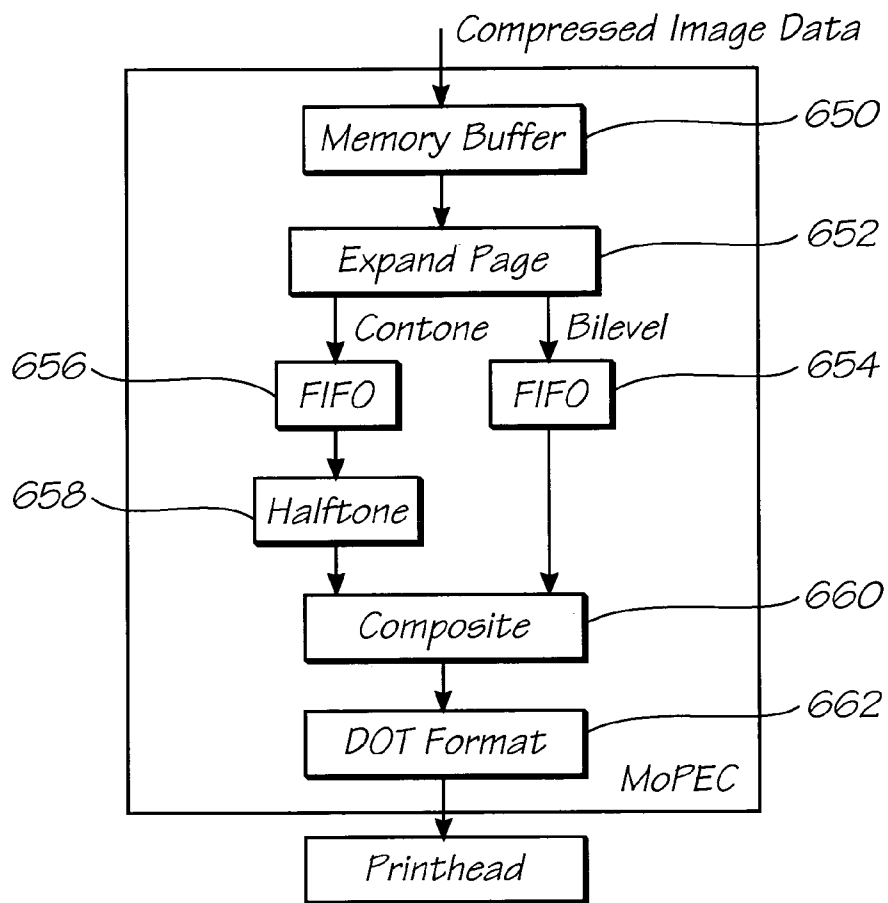 Compressed Image Data
Memory Buffer
650
Expand Page
652
Contone
Bilevel
656
FIFO
FIFO
654
658
Halftone
Composite
660
DOT Format
662
MoPEC
Printhead